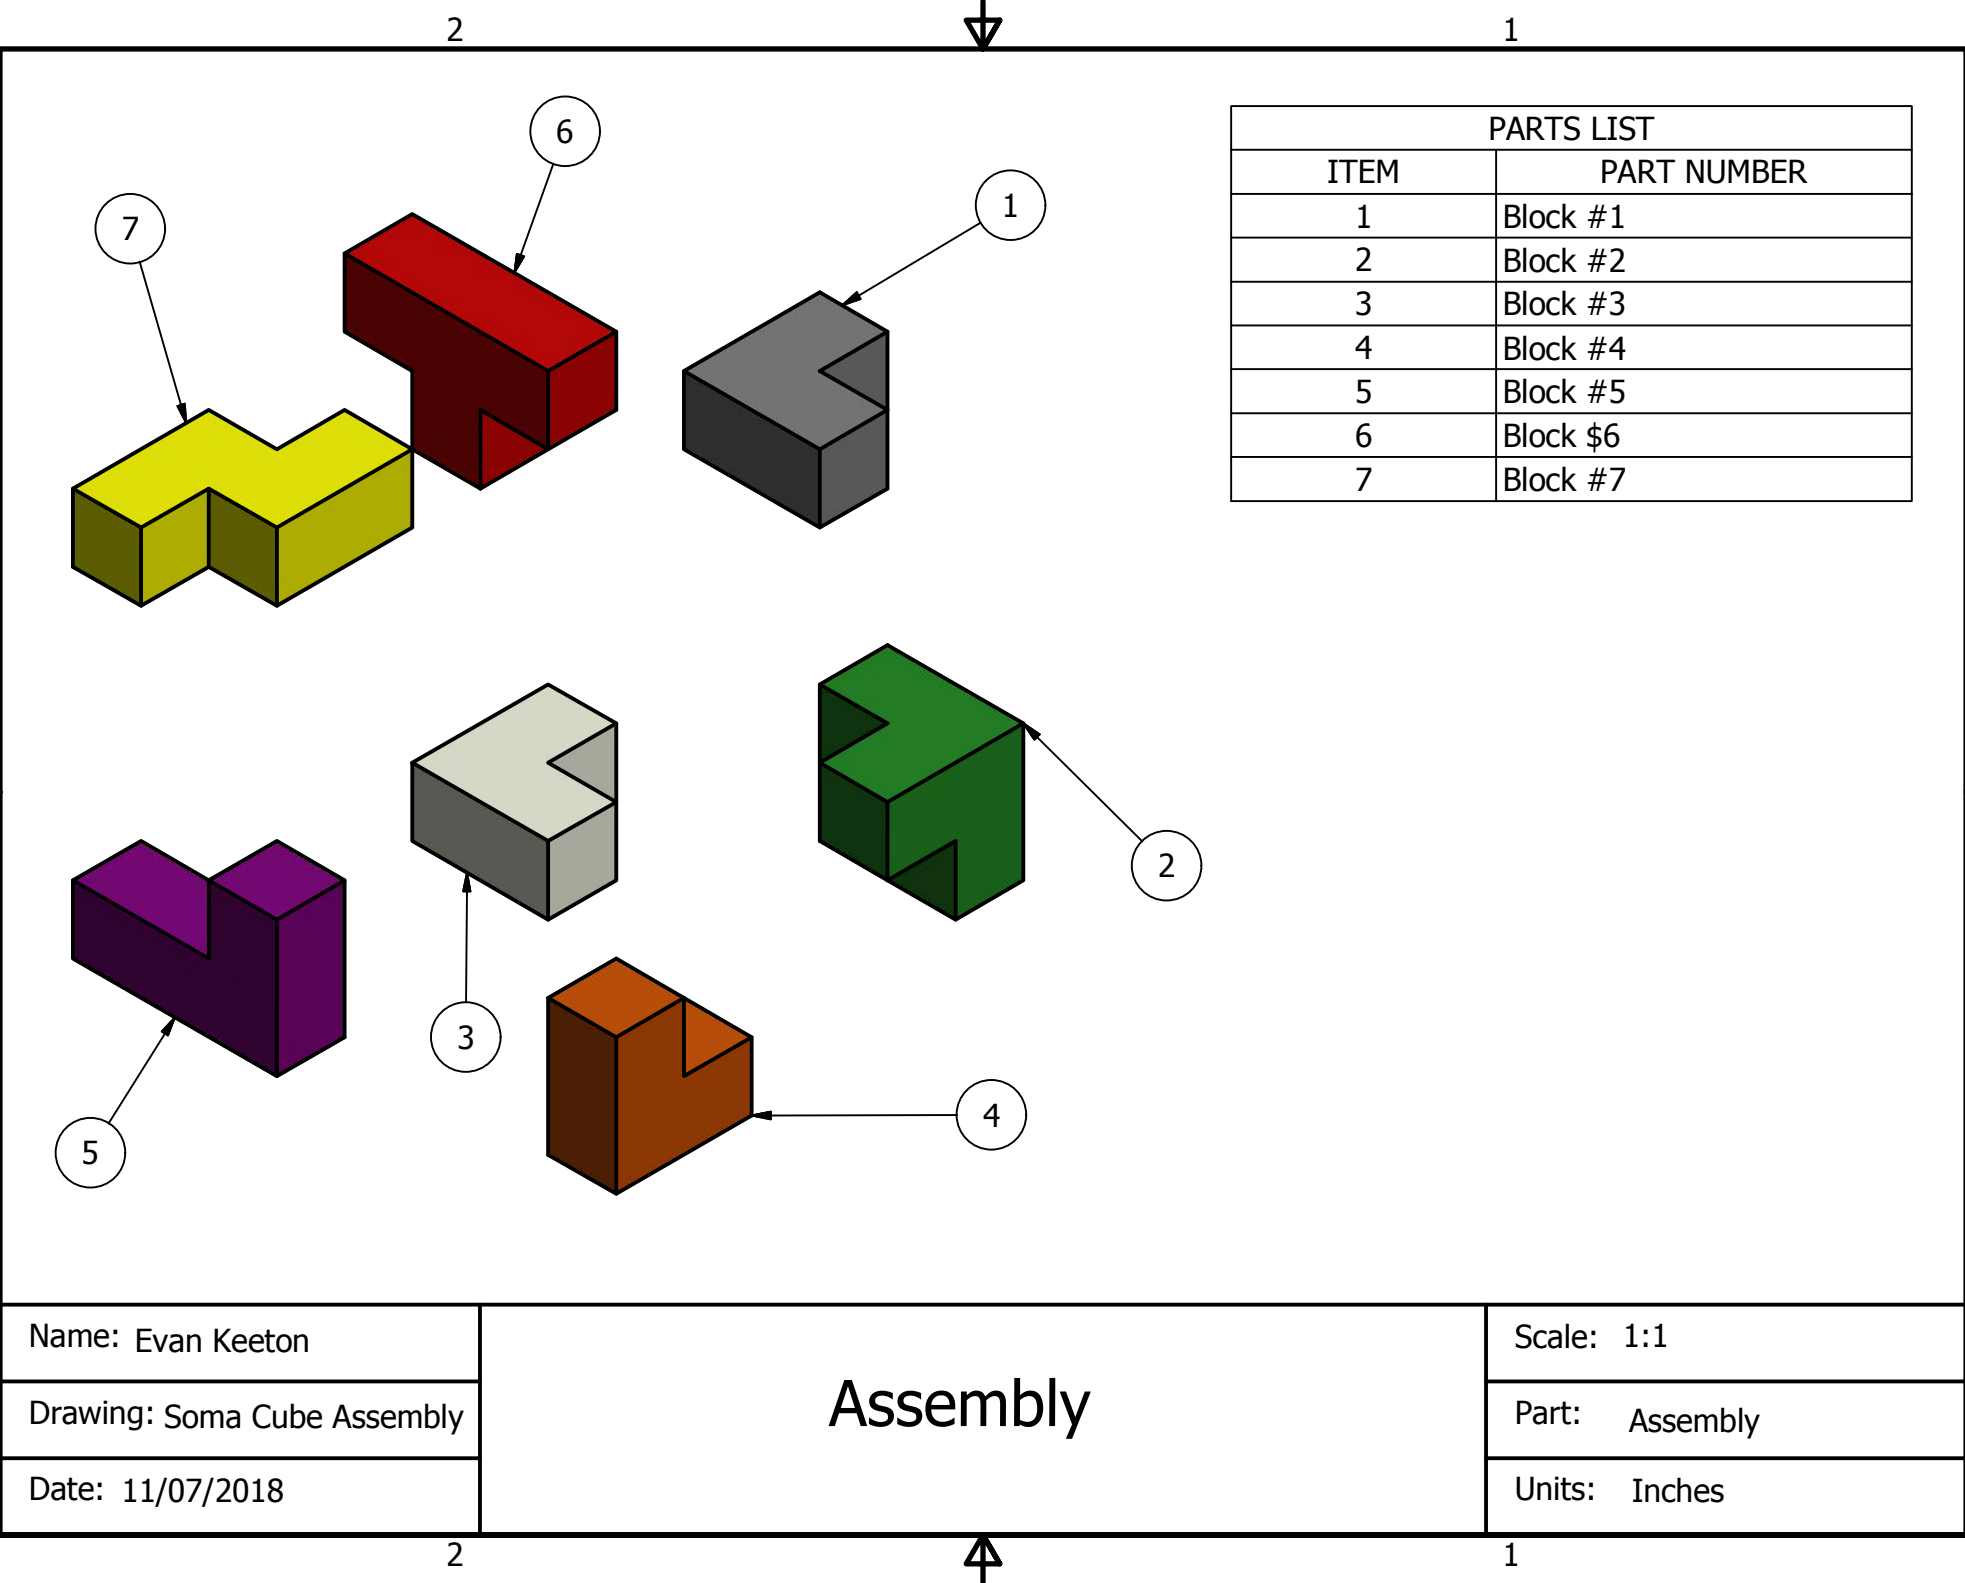 2 1
6
1
7
PARTS LIST
ITEM PART NUMBER
1 Block #1
2 Block #2
3 Block #3
4 Block #4
5 Block #5
6 Block $6
7 Block #7
2
3
4
5
Name: Evan Keeton
Drawing: Soma Cube Assembly
Date: 11/07/2018
Assembly
Scale: 1:1
Part: Assembly
Units: Inches
2 1